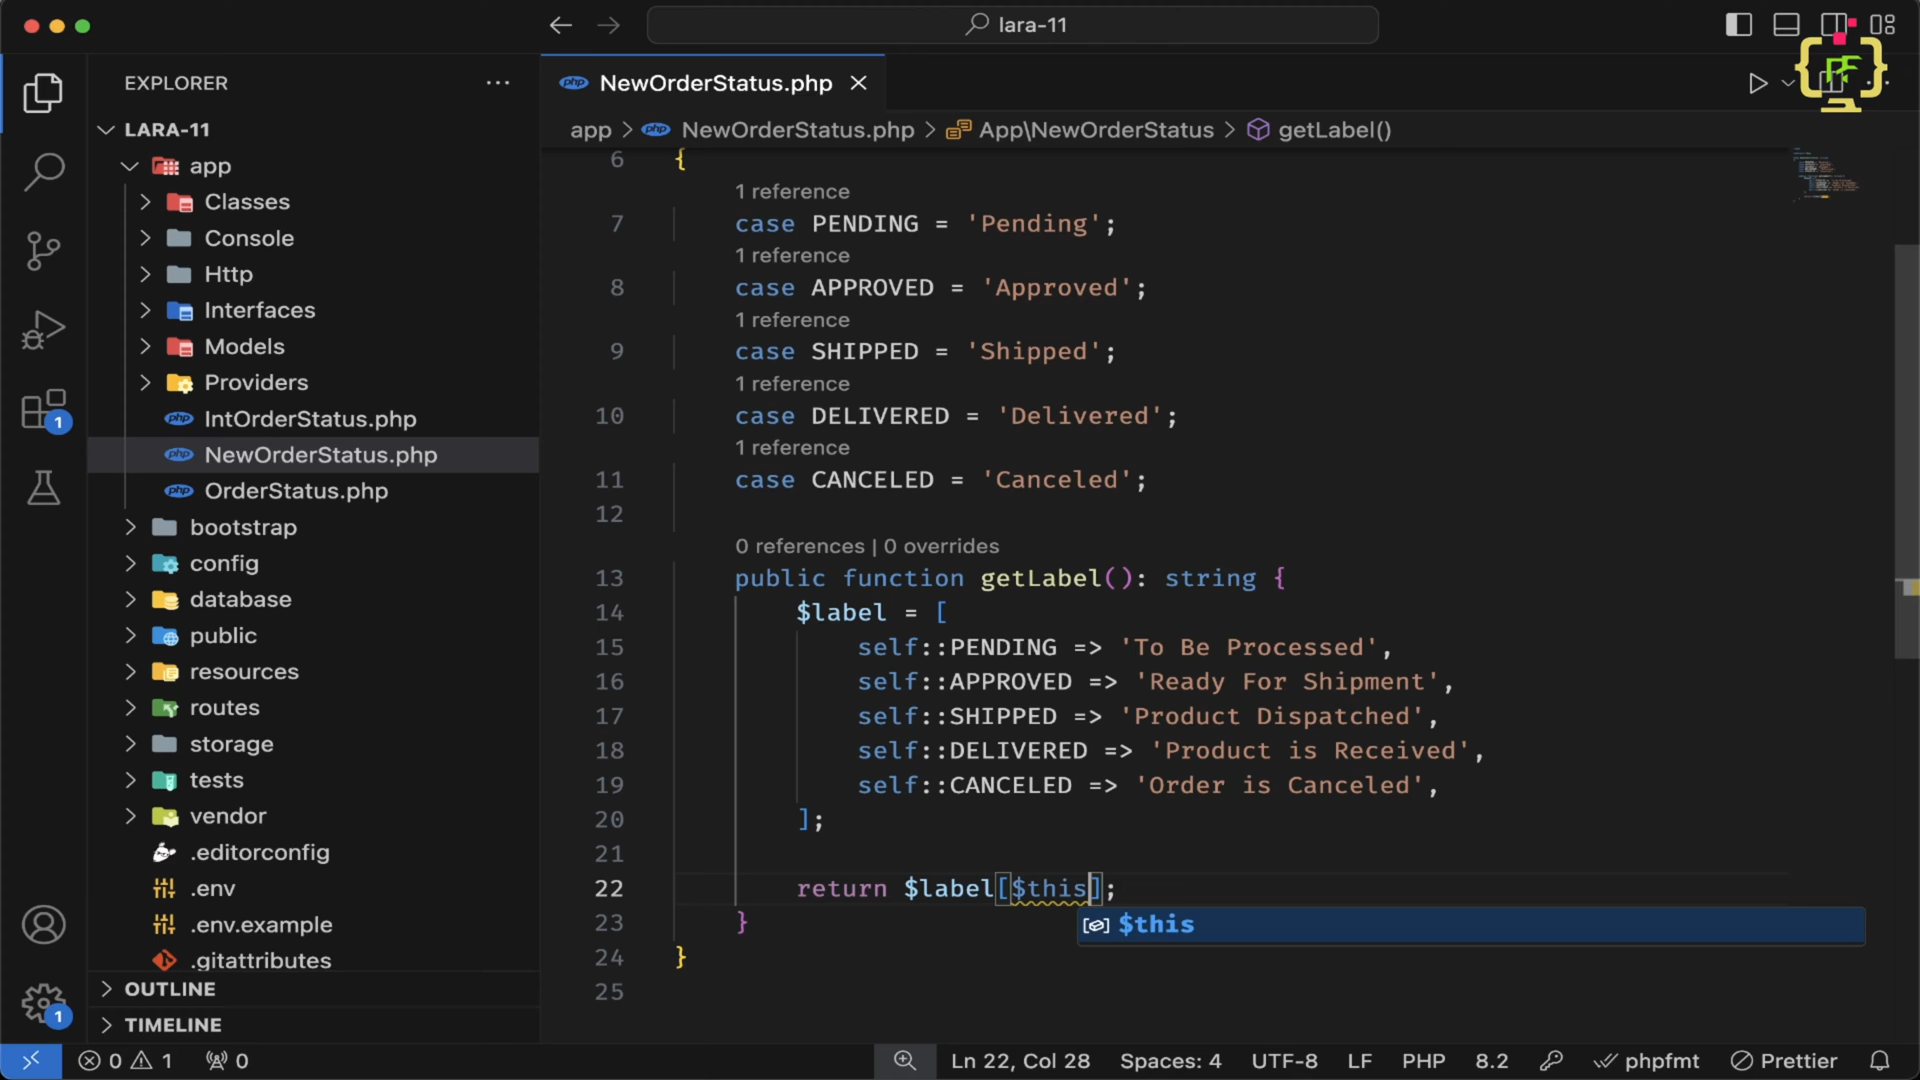 lara-11
EXPLORER
LARA-11
app
Classes
Console
Http
Interfaces
Models
Providers
php IntOrderStatus.php
php NewOrderStatus.php
php OrderStatus.php
bootstrap
config
database
public
resources
routes
storage
tests
vendor
.editorconfig
.env
.env.example
.gitattributes
OUTLINE
TIMELINE
1
1
php NewOrderStatus.php
app > php NewOrderStatus.php > App\NewOrderStatus > getLabel()
6 {
1 reference
7 case PENDING = 'Pending';
1 reference
8 case APPROVED = 'Approved';
1 reference
9 case SHIPPED = 'Shipped';
1 reference
10 case DELIVERED = 'Delivered';
1 reference
11 case CANCELED = 'Canceled';
12
0 references | 0 overrides
13 public function getLabel(): string {
14 $label = [
15 self::PENDING => 'To Be Processed',
16 self::APPROVED => 'Ready For Shipment',
17 self::SHIPPED => 'Product Dispatched',
18 self::DELIVERED => 'Product is Received',
19 self::CANCELED => 'Order is Canceled',
20 ];
21
22 return $label[$this];
$this
23 }
24 }
25
0 1 0 Ln 22, Col 28 Spaces: 4 UTF-8 LF PHP 8.2 phpfmt Prettier